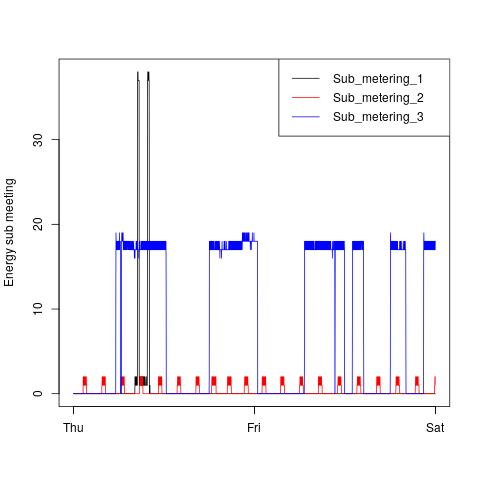 Sub_metering_1
Sub_metering_2
Sub_metering_3
Energy sub meeting
30
20
10
0
Thu Fri Sat